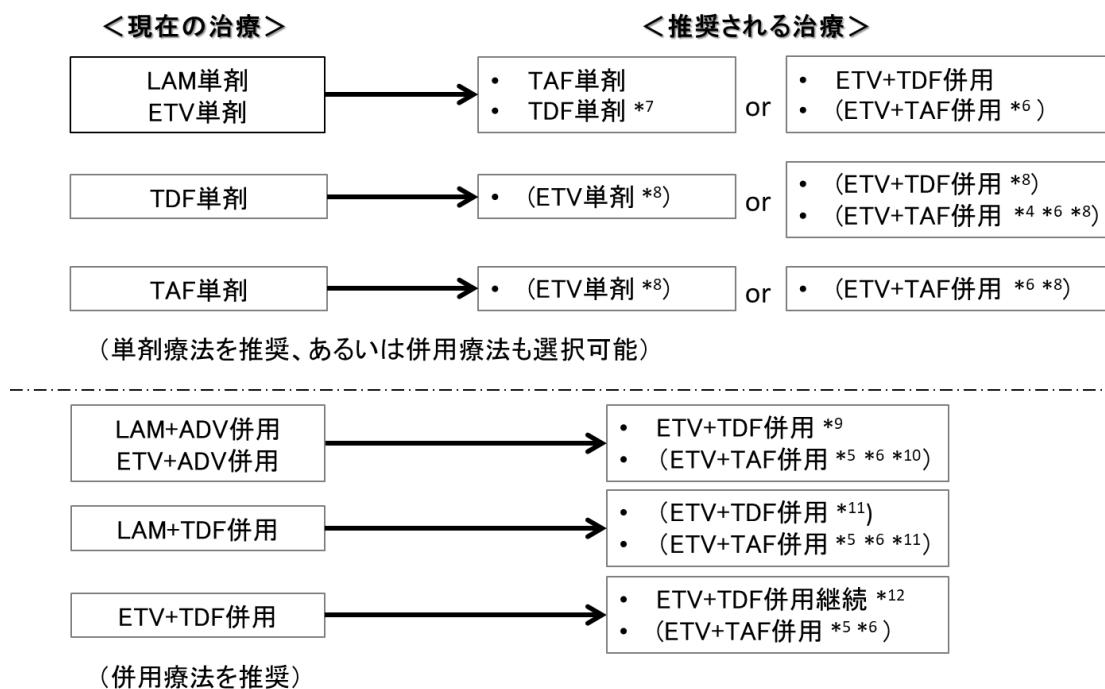 ＜現在の治療＞
＜推奨される治療＞
LAM単剤
ETV単剤
• TAF単剤
• TDF単剤 *7
or
• ETV+TDF併用
• （ETV+TAF併用 *6 ）
TDF単剤
• （ETV単剤 *8）
or
• （ETV+TDF併用 *8）
• （ETV+TAF併用 *4 *6 *8）
TAF単剤
• （ETV単剤 *8）
or
• （ETV+TAF併用 *6 *8）
（単剤療法を推奨、あるいは併用療法も選択可能）
LAM+ADV併用
ETV+ADV併用
• ETV+TDF併用 *9
• （ETV+TAF併用 *5 *6 *10）
LAM+TDF併用
• （ETV+TDF併用 *11)
• （ETV+TAF併用 *5 *6 *11）
ETV+TDF併用
• ETV+TDF併用継続 *12
• （ETV+TAF併用 *5 *6）
（併用療法を推奨）